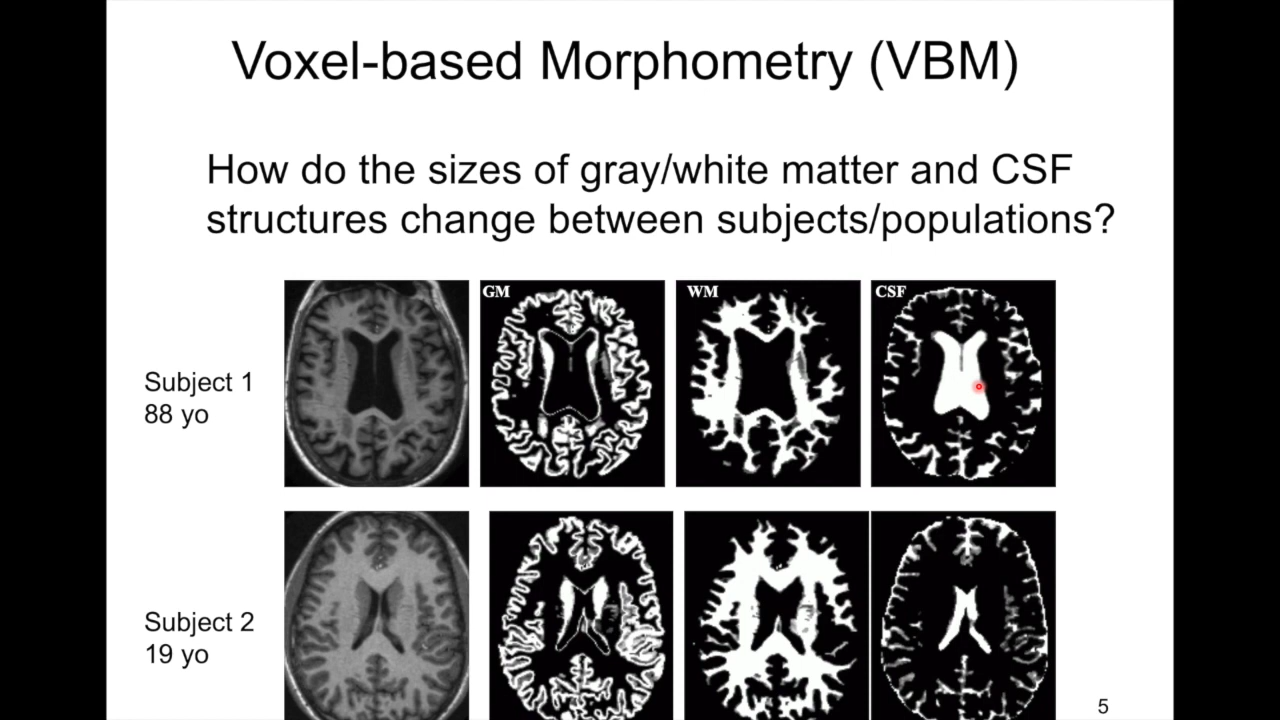 Voxel-based Morphometry (VBM)
How do the sizes of gray/white matter and CSF
structures change between subjects/populations?
GM
WM
CSF
Subject 1
88 yo
Subject 2
19 yo
5